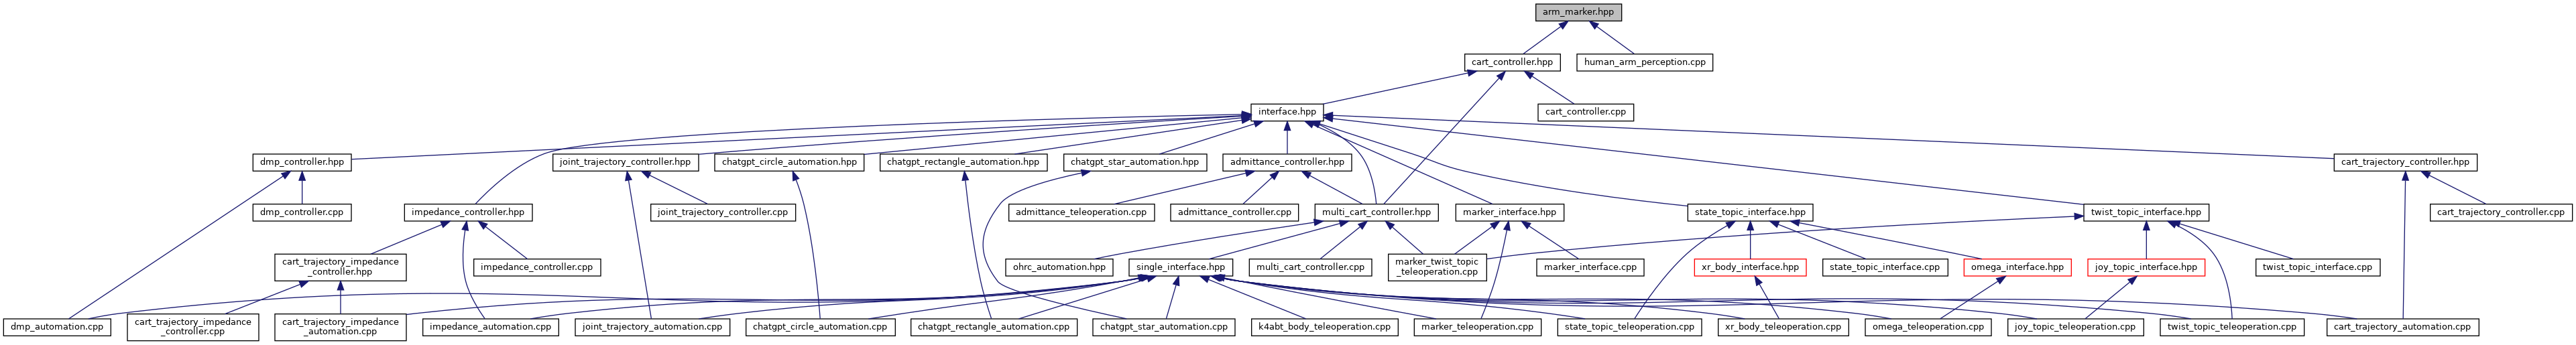 arm_marker.hpp
cart_controller.hpp
human_arm_perception.cpp
interface.hpp
cart_controller.cpp
dmp_controller.hpp
joint_trajectory_controller.hpp
chatgpt_circle_automation.hpp
chatgpt_rectangle_automation.hpp
chatgpt_star_automation.hpp
admittance_controller.hpp
cart_trajectory_controller.hpp
dmp_controller.cpp
impedance_controller.hpp
joint_trajectory_controller.cpp
admittance_teleoperation.cpp
admittance_controller.cpp
multi_cart_controller.hpp
marker_interface.hpp
state_topic_interface.hpp
twist_topic_interface.hpp
cart_trajectory_controller.cpp
cart_trajectory_impedance
_controller.hpp
impedance_controller.cpp
ohrc_automation.hpp
single_interface.hpp
multi_cart_controller.cpp
marker_twist_topic
_teleoperation.cpp
marker_interface.cpp
xr_body_interface.hpp
state_topic_interface.cpp
omega_interface.hpp
joy_topic_interface.hpp
twist_topic_interface.cpp
dmp_automation.cpp
cart_trajectory_impedance
_controller.cpp
cart_trajectory_impedance
_automation.cpp
impedance_automation.cpp
joint_trajectory_automation.cpp
chatgpt_circle_automation.cpp
chatgpt_rectangle_automation.cpp
chatgpt_star_automation.cpp
k4abt_body_teleoperation.cpp
marker_teleoperation.cpp
state_topic_teleoperation.cpp
xr_body_teleoperation.cpp
omega_teleoperation.cpp
joy_topic_teleoperation.cpp
twist_topic_teleoperation.cpp
cart_trajectory_automation.cpp